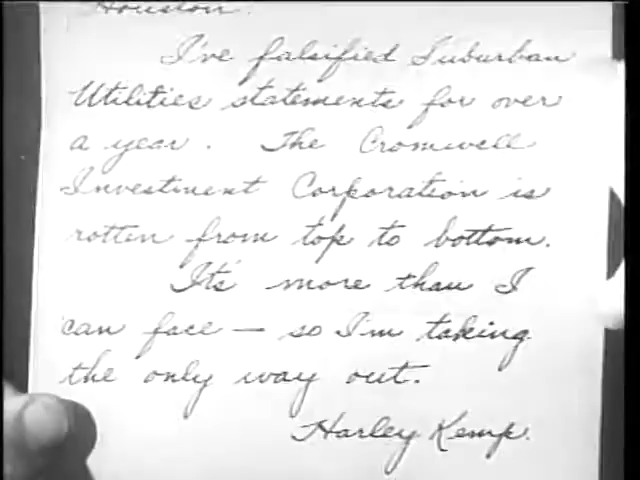 Houston.
I've falsified Suburban
Utilities statements for over
a year. The Cromwell
Investment Corporation is
rotten from top to bottom.
It's more than I
can face — so I'm taking
the only way out.
Harley Kemp.